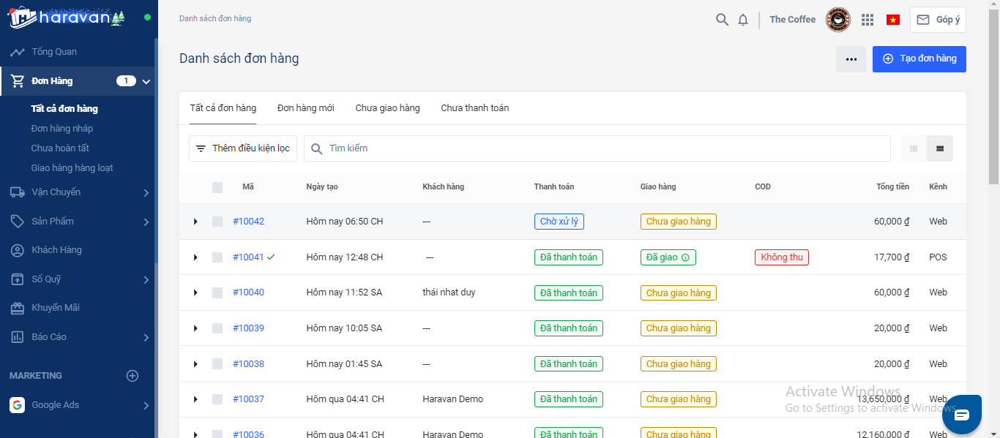 haravan
Danh sách đơn hàng
The Coffee
Góp ý
Tổng Quan
Đơn Hàng 1
Tất cả đơn hàng
Đơn hàng nháp
Chưa hoàn tất
Giao hàng hàng loạt
Vận Chuyển
Sản Phẩm
Khách Hàng
Sổ Quỹ
Khuyến Mãi
Báo Cáo
MARKETING
Google Ads
Danh sách đơn hàng
Tạo đơn hàng
Tất cả đơn hàng Đơn hàng mới Chưa giao hàng Chưa thanh toán
Thêm điều kiện lọc Tìm kiếm
Mã Ngày tạo Khách hàng Thanh toán Giao hàng COD Tổng tiền Kênh
#10042 Hôm nay 06:50 CH --- Chờ xử lý Chưa giao hàng 60,000 ₫ Web
#10041 Hôm nay 12:48 CH --- Đã thanh toán Đã giao Không thu 17,700 ₫ POS
#10040 Hôm nay 11:52 SA thái nhat duy Đã thanh toán Chưa giao hàng 60,000 ₫ Web
#10039 Hôm nay 10:05 SA --- Đã thanh toán Chưa giao hàng 20,000 ₫ Web
#10038 Hôm nay 01:45 SA --- Đã thanh toán Chưa giao hàng 20,000 ₫ Web
#10037 Hôm qua 04:41 CH Haravan Demo Đã thanh toán Chưa giao hàng 13,650,000 ₫ Web
#10036 Hôm qua 04:41 CH Haravan Demo Đã thanh toán Chưa giao hàng 12,160,000 ₫ Web
Activate Windows
Go to Settings to activate Windows.